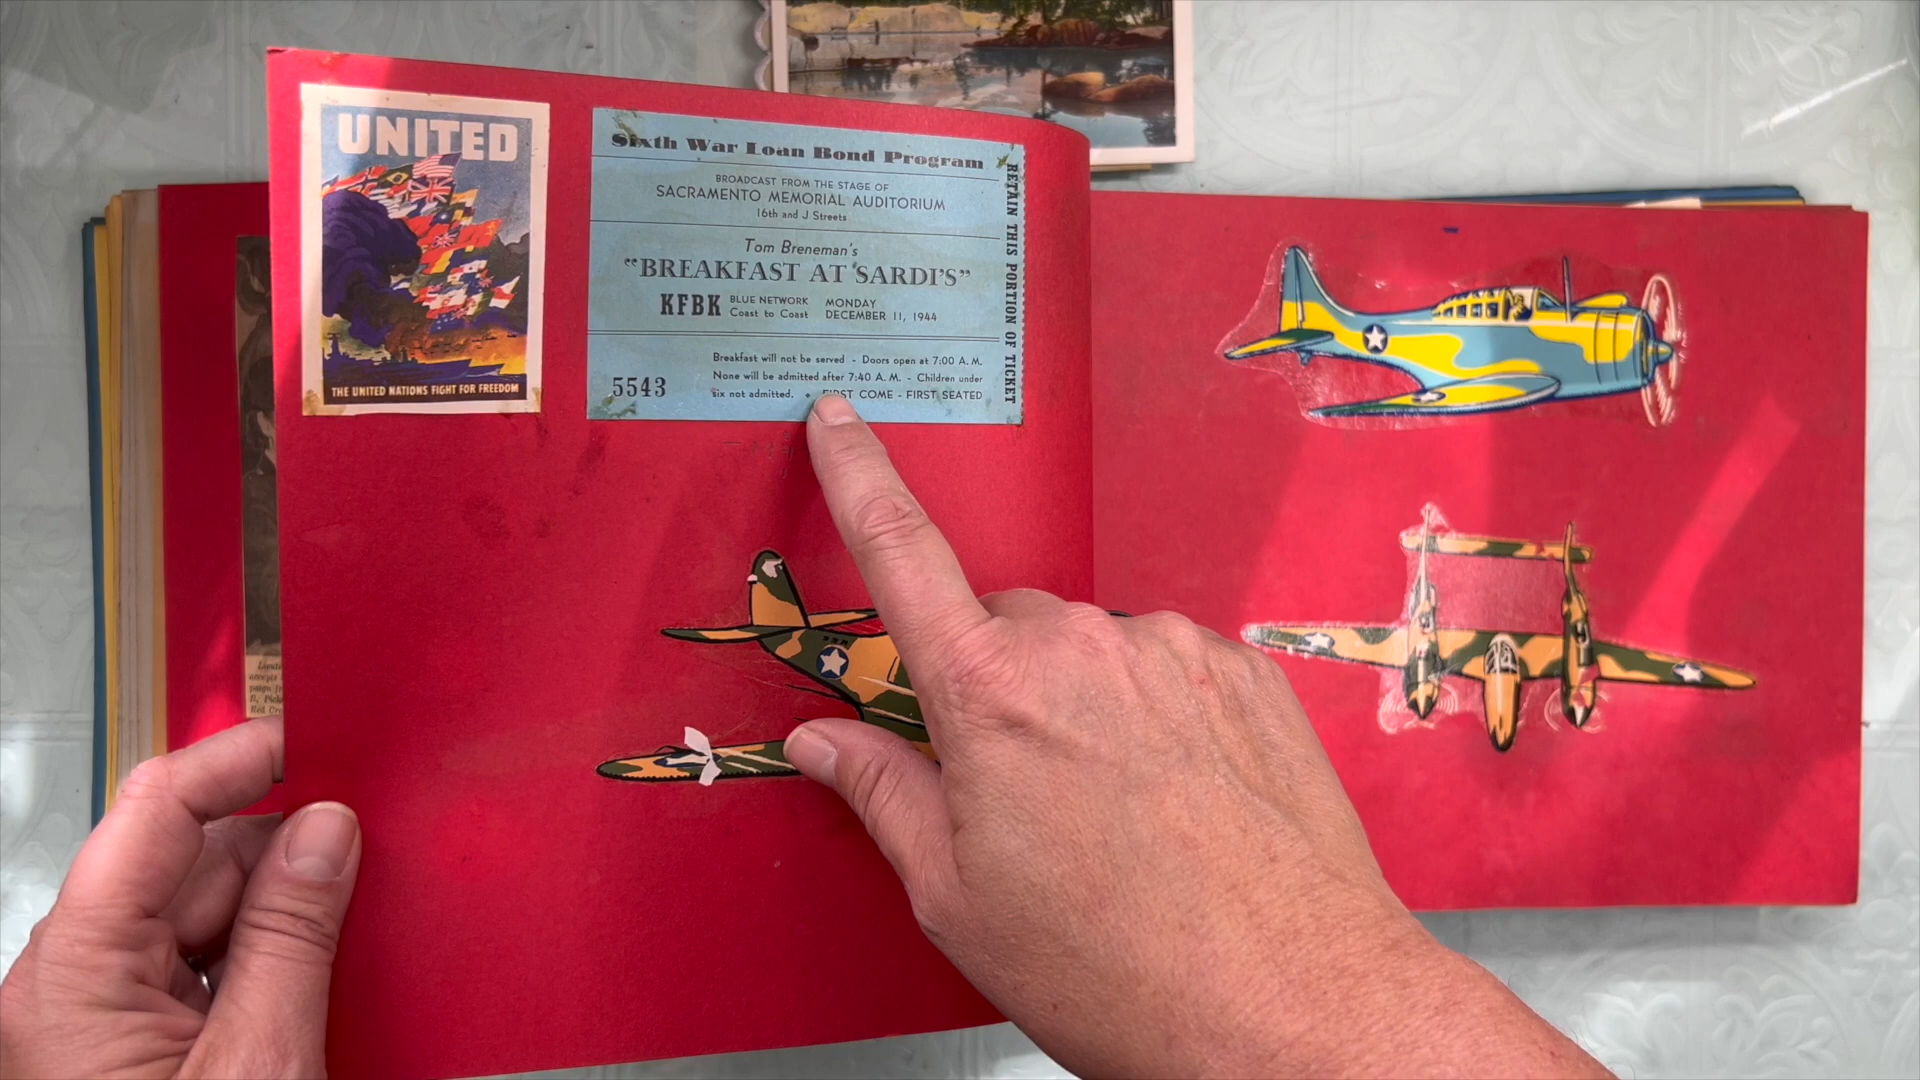 UNITED
THE UNITED NATIONS FIGHT FOR FREEDOM
Sixth War Loan Bond Program
BROADCAST FROM THE STAGE OF
SACRAMENTO MEMORIAL AUDITORIUM
16th and J Streets
Tom Breneman's
"BREAKFAST AT SARDI'S"
KFBK BLUE NETWORK MONDAY
Coast to Coast DECEMBER 11, 1944
Breakfast will not be served - Doors open at 7:00 A. M.
None will be admitted after 7:40 A. M. - Children under
5543 six not admitted. + FIRST COME - FIRST SEATED
RETAIN THIS PORTION OF TICKET